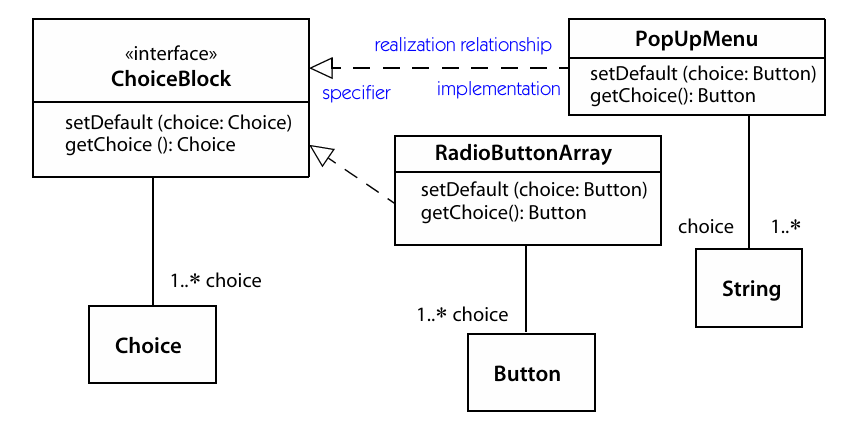 «interface»
ChoiceBlock
setDefault (choice: Choice)
getChoice (): Choice
realization relationship
specifier
implementation
PopUpMenu
setDefault (choice: Button)
getChoice(): Button
RadioButtonArray
setDefault (choice: Button)
getChoice(): Button
choice 1..*
String
1..* choice
Choice
1..* choice
Button